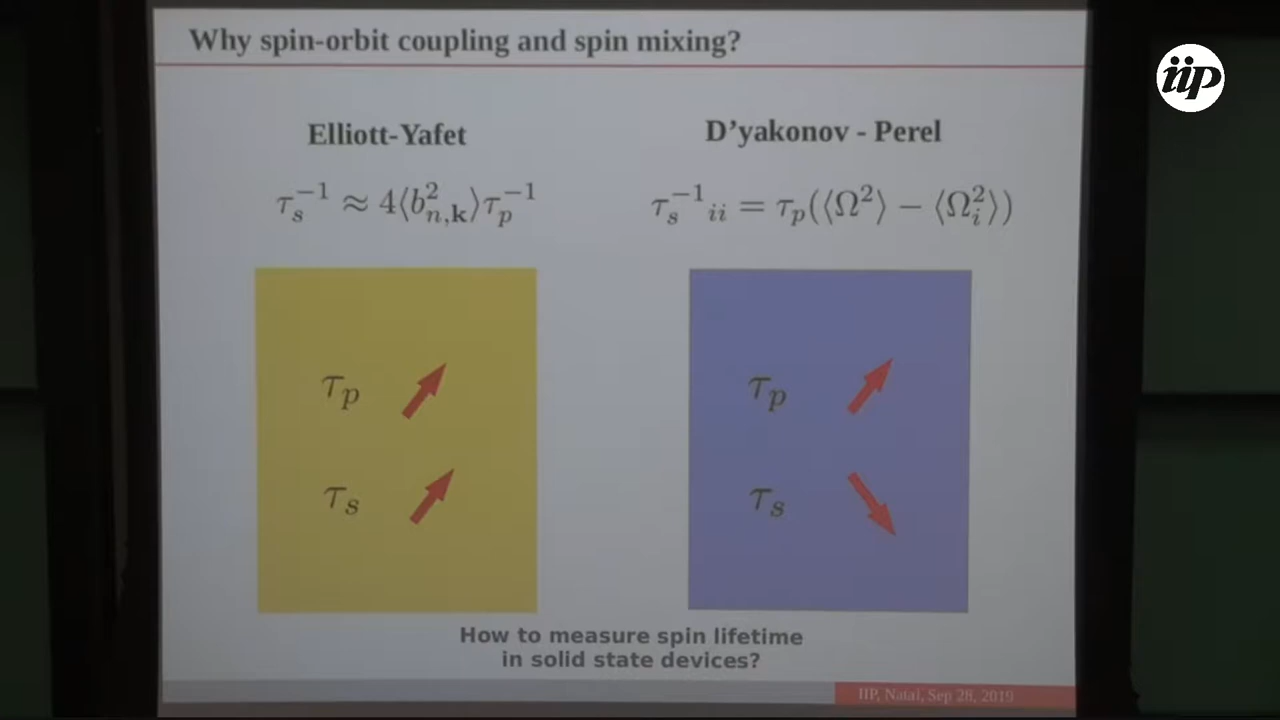 Why spin-orbit coupling and spin mixing?
iip
Elliott-Yafet
D'yakonov - Perel
τ_s^{-1} ≈ 4⟨b^2_{n,k}⟩τ_p^{-1}
τ_s^{-1}_{ii} = τ_p(⟨Ω^2⟩ − ⟨Ω_i^2⟩)
τ_p
τ_s
τ_p
τ_s
How to measure spin lifetime
in solid state devices?
IIP, Natal, Sep 28, 2019